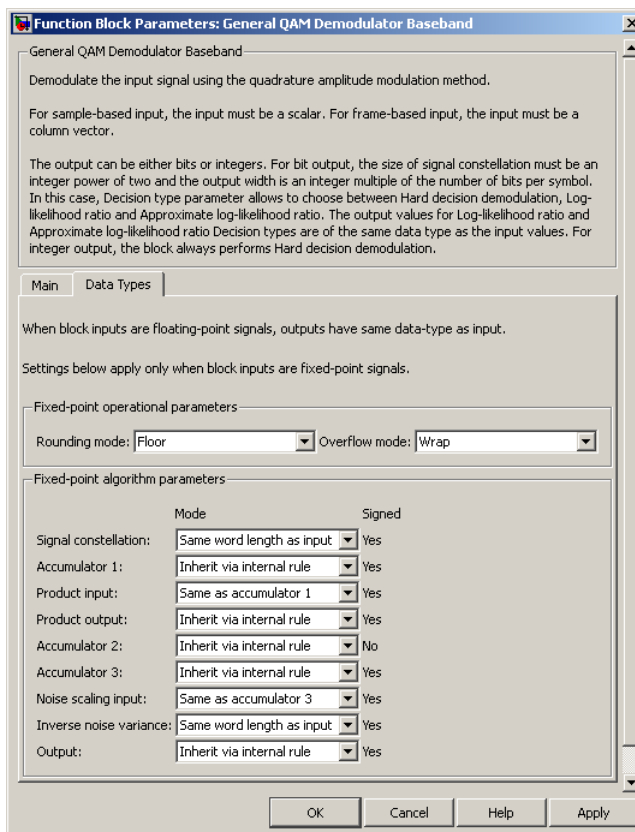 Function Block Parameters: General QAM Demodulator Baseband
General QAM Demodulator Baseband
Demodulate the input signal using the quadrature amplitude modulation method.
For sample-based input, the input must be a scalar. For frame-based input, the input must be a
column vector.
The output can be either bits or integers. For bit output, the size of signal constellation must be an
integer power of two and the output width is an integer multiple of the number of bits per symbol.
In this case, Decision type parameter allows to choose between Hard decision demodulation, Log-
likelihood ratio and Approximate log-likelihood ratio. The output values for Log-likelihood ratio and
Approximate log-likelihood ratio Decision types are of the same data type as the input values. For
integer output, the block always performs Hard decision demodulation.
Main Data Types
When block inputs are floating-point signals, outputs have same data-type as input.
Settings below apply only when block inputs are fixed-point signals.
Fixed-point operational parameters
Rounding mode: Floor Overflow mode: Wrap
Fixed-point algorithm parameters
Mode Signed
Signal constellation: Same word length as input Yes
Accumulator 1: Inherit via internal rule Yes
Product input: Same as accumulator 1 Yes
Product output: Inherit via internal rule Yes
Accumulator 2: Inherit via internal rule No
Accumulator 3: Inherit via internal rule Yes
Noise scaling input: Same as accumulator 3 Yes
Inverse noise variance: Same word length as input Yes
Output: Inherit via internal rule Yes
OK Cancel Help Apply